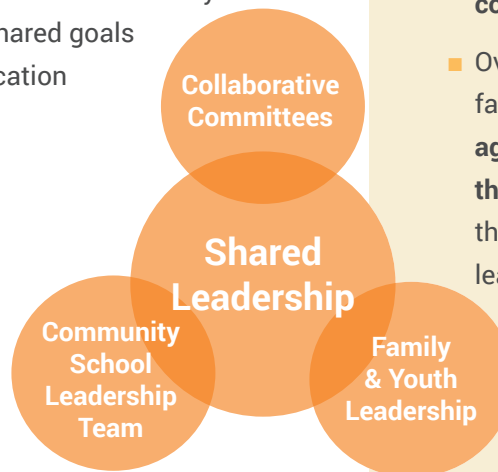 hared goals
cation
Collaborative
Committees
Shared
Leadership
Community
School
Leadership
Team
Family
& Youth
Leadership
co
Ov
fa
ag
th
th
lea